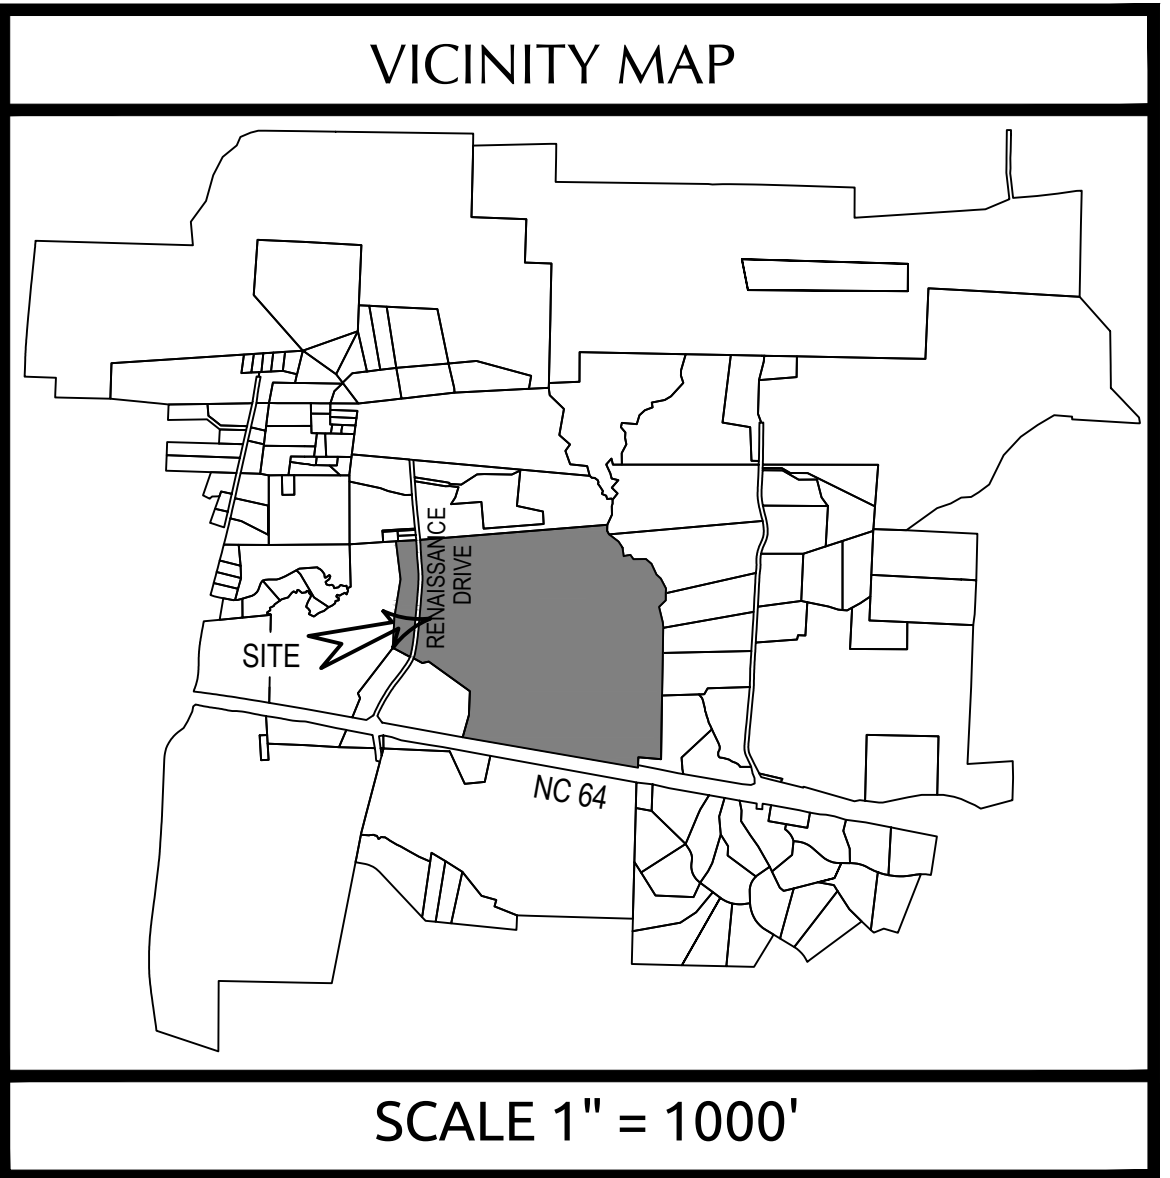 VICINITY MAP
RENAISSANCE
DRIVE
SITE
NC 64
SCALE 1" = 1000'